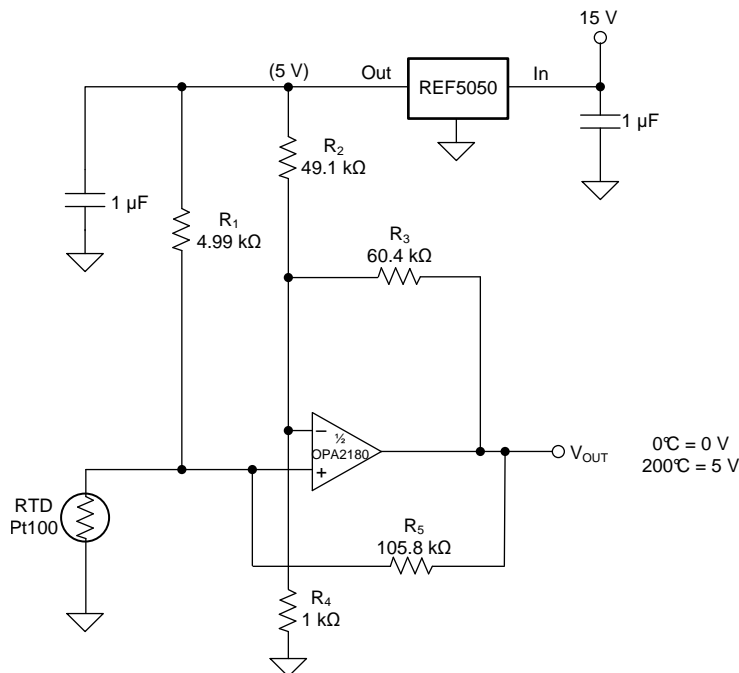 15 V
(5 V)
Out
REF5050
In
1 µF
R2
49.1 kΩ
1 µF
R1
4.99 kΩ
R3
60.4 kΩ
½
OPA2180
−
+
VOUT
0°C = 0 V
200°C = 5 V
RTD
Pt100
R5
105.8 kΩ
R4
1 kΩ